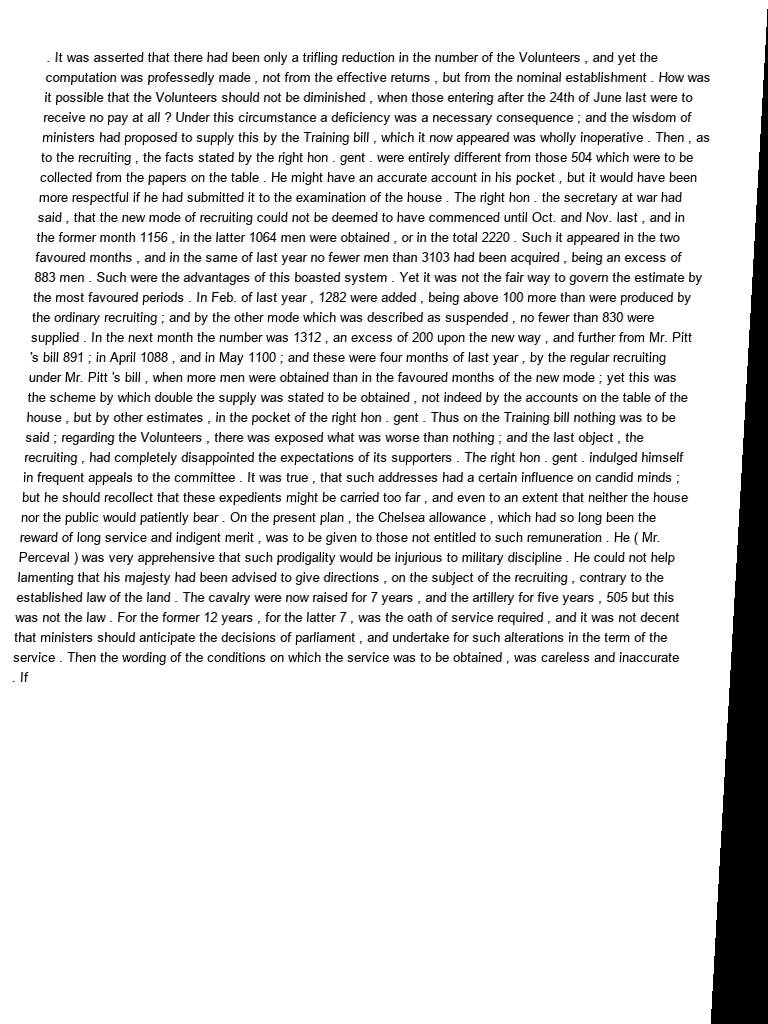 . It was asserted that there had been only a trifling reduction in the number of the Volunteers , and yet the
computation was professedly made , not from the effective returns , but from the nominal establishment . How was
it possible that the Volunteers should not be diminished , when those entering after the 24th of June last were to
receive no pay at all ? Under this circumstance a deficiency was a necessary consequence ; and the wisdom of
ministers had proposed to supply this by the Training bill , which it now appeared was wholly inoperative . Then , as
to the recruiting , the facts stated by the right hon . gent . were entirely different from those 504 which were to be
collected from the papers on the table . He might have an accurate account in his pocket , but it would have been
more respectful if he had submitted it to the examination of the house . The right hon . the secretary at war had
said , that the new mode of recruiting could not be deemed to have commenced until Oct. and Nov. last , and in
the former month 1156 , in the latter 1064 men were obtained , or in the total 2220 . Such it appeared in the two
favoured months , and in the same of last year no fewer men than 3103 had been acquired , being an excess of
883 men . Such were the advantages of this boasted system . Yet it was not the fair way to govern the estimate by
the most favoured periods . In Feb. of last year , 1282 were added , being above 100 more than were produced by
the ordinary recruiting ; and by the other mode which was described as suspended , no fewer than 830 were
supplied . In the next month the number was 1312 , an excess of 200 upon the new way , and further from Mr. Pitt
's bill 891 ; in April 1088 , and in May 1100 ; and these were four months of last year , by the regular recruiting
under Mr. Pitt 's bill , when more men were obtained than in the favoured months of the new mode ; yet this was
the scheme by which double the supply was stated to be obtained , not indeed by the accounts on the table of the
house , but by other estimates , in the pocket of the right hon . gent . Thus on the Training bill nothing was to be
said ; regarding the Volunteers , there was exposed what was worse than nothing ; and the last object , the
recruiting , had completely disappointed the expectations of its supporters . The right hon . gent . indulged himself
in frequent appeals to the committee . It was true , that such addresses had a certain influence on candid minds ;
but he should recollect that these expedients might be carried too far , and even to an extent that neither the house
nor the public would patiently bear . On the present plan , the Chelsea allowance , which had so long been the
reward of long service and indigent merit , was to be given to those not entitled to such remuneration . He ( Mr.
Perceval ) was very apprehensive that such prodigality would be injurious to military discipline . He could not help
lamenting that his majesty had been advised to give directions , on the subject of the recruiting , contrary to the
established law of the land . The cavalry were now raised for 7 years , and the artillery for five years , 505 but this
was not the law . For the former 12 years , for the latter 7 , was the oath of service required , and it was not decent
that ministers should anticipate the decisions of parliament , and undertake for such alterations in the term of the
service . Then the wording of the conditions on which the service was to be obtained , was careless and inaccurate
. If